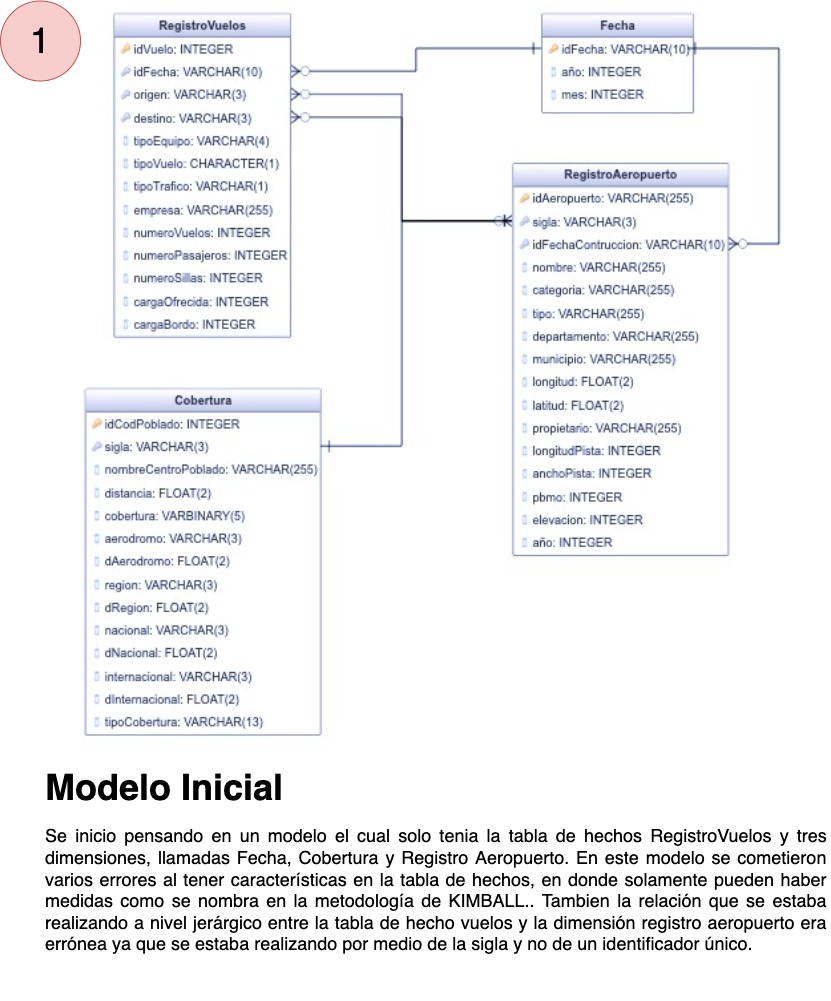 1
RegistroVuelos
idVuelo: INTEGER
idFecha: VARCHAR(10)
origen: VARCHAR(3)
destino: VARCHAR(3)
tipoEquipo: VARCHAR(4)
tipoVuelo: CHARACTER(1)
tipoTrafico: VARCHAR(1)
empresa: VARCHAR(255)
numeroVuelos: INTEGER
numeroPasajeros: INTEGER
numeroSillas: INTEGER
cargaOfrecida: INTEGER
cargaBordo: INTEGER
Fecha
idFecha: VARCHAR(10)
año: INTEGER
mes: INTEGER
RegistroAeropuerto
idAeropuerto: VARCHAR(255)
sigla: VARCHAR(3)
idFechaContruccion: VARCHAR(10)
nombre: VARCHAR(255)
categoria: VARCHAR(255)
tipo: VARCHAR(255)
departamento: VARCHAR(255)
municipio: VARCHAR(255)
longitud: FLOAT(2)
latitud: FLOAT(2)
propietario: VARCHAR(255)
longitudPista: INTEGER
anchoPista: INTEGER
pbmo: INTEGER
elevacion: INTEGER
año: INTEGER
Cobertura
idCodPoblado: INTEGER
sigla: VARCHAR(3)
nombreCentroPoblado: VARCHAR(255)
distancia: FLOAT(2)
cobertura: VARBINARY(5)
aerodromo: VARCHAR(3)
dAerodromo: FLOAT(2)
region: VARCHAR(3)
dRegion: FLOAT(2)
nacional: VARCHAR(3)
dNacional: FLOAT(2)
internacional: VARCHAR(3)
dInternacional: FLOAT(2)
tipoCobertura: VARCHAR(13)
Modelo Inicial
Se inicio pensando en un modelo el cual solo tenia la tabla de hechos RegistroVuelos y tres
dimensiones, llamadas Fecha, Cobertura y Registro Aeropuerto. En este modelo se cometieron
varios errores al tener características en la tabla de hechos, en donde solamente pueden haber
medidas como se nombra en la metodología de KIMBALL.. Tambien la relación que se estaba
realizando a nivel jerárgico entre la tabla de hecho vuelos y la dimensión registro aeropuerto era
errónea ya que se estaba realizando por medio de la sigla y no de un identificador único.